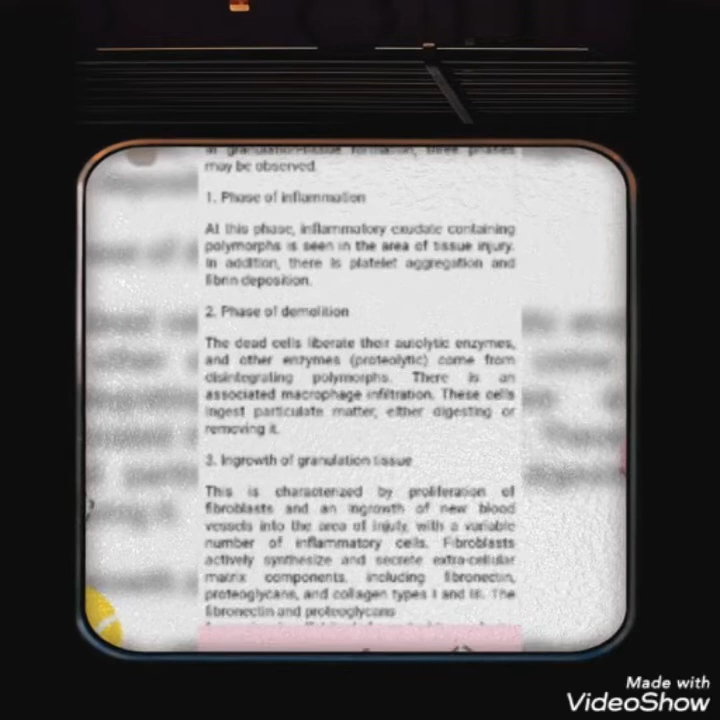 in granulation-tissue formation, three phases
may be observed.
1. Phase of inflammation
At this phase, inflammatory exudate containing
polymorphs is seen in the area of tissue injury.
In addition, there is platelet aggregation and
fibrin deposition.
2. Phase of demolition
The dead cells liberate their autolytic enzymes,
and other enzymes (proteolytic) come from
disintegrating polymorphs. There is an
associated macrophage infiltration. These cells
ingest particulate matter, either digesting or
removing it.
3. Ingrowth of granulation tissue
This is characterized by proliferation of
fibroblasts and an ingrowth of new blood
vessels into the area of injury, with a variable
number of inflammatory cells. Fibroblasts
actively synthesize and secrete extra-cellular
matrix components, including fibronectin,
proteoglycans, and collagen types I and III. The
fibronectin and proteoglycans
Made with
VideoShow